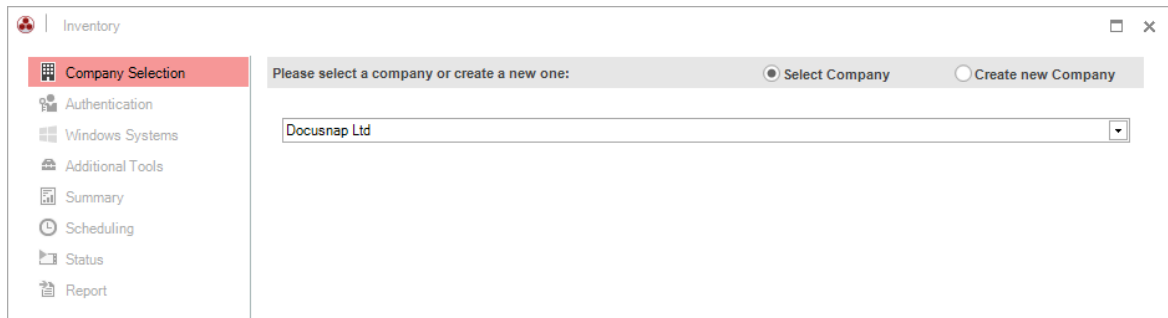 Inventory
Company Selection
Authentication
Windows Systems
Additional Tools
Summary
Scheduling
Status
Report
Please select a company or create a new one:
Select Company
Create new Company
Docusnap Ltd